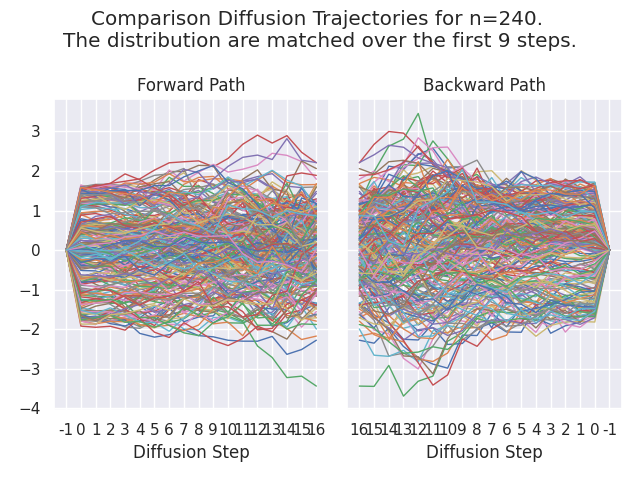 Comparison Diffusion Trajectories for n=240.
The distribution are matched over the first 9 steps.
Forward Path
Backward Path
3
2
1
0
−1
−2
−3
−4
-1 0 1 2 3 4 5 6 7 8 9 10 11 12 13 14 15 16
16 15 14 13 12 11 10 9 8 7 6 5 4 3 2 1 0 -1
Diffusion Step
Diffusion Step